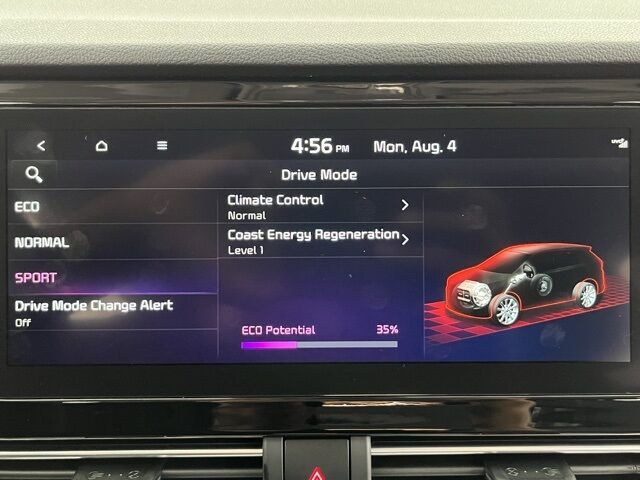 4:56 PM Mon, Aug. 4
UVO
Drive Mode
ECO
NORMAL
SPORT
Drive Mode Change Alert
Off
Climate Control
Normal
Coast Energy Regeneration
Level 1
ECO Potential 35%